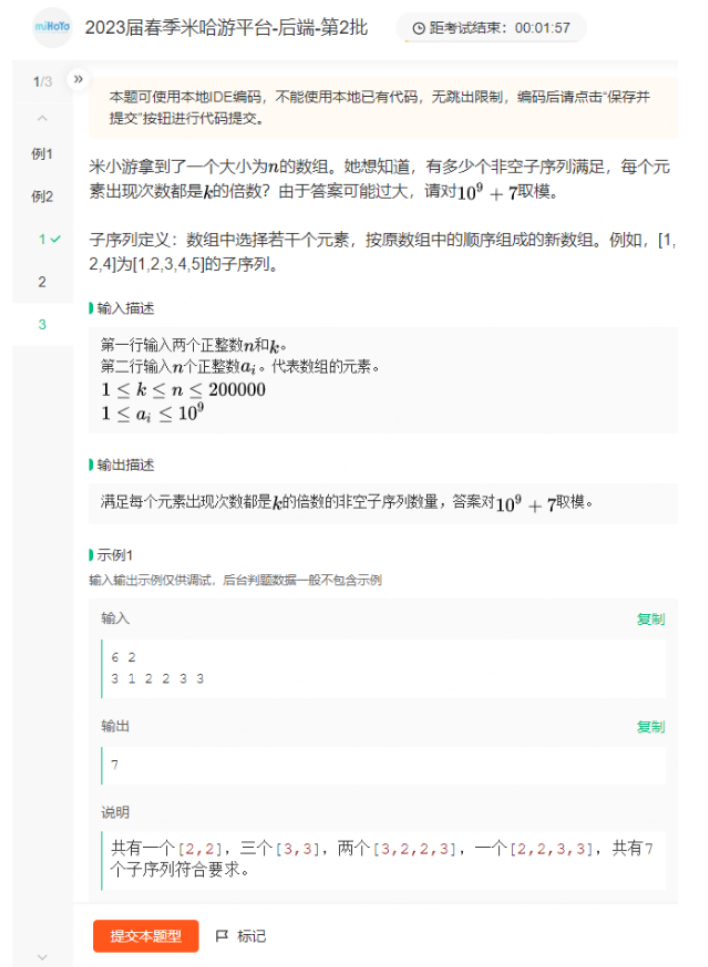 miHoYo 2023届春季米哈游平台-后端-第2批 距考试结束：00:01:57
1/3 »
本题可使用本地IDE编码，不能使用本地已有代码，无跳出限制，编码后请点击“保存并
提交”按钮进行代码提交。
例1
例2
1
2
3
米小游拿到了一个大小为n的数组。她想知道，有多少个非空子序列满足，每个元
素出现次数都是k的倍数？由于答案可能过大，请对10⁹ + 7取模。
子序列定义：数组中选择若干个元素，按原数组中的顺序组成的新数组。例如，[1,
2,4]为[1,2,3,4,5]的子序列。
输入描述
第一行输入两个正整数n和k。
第二行输入n个正整数aᵢ。代表数组的元素。
1 ≤ k ≤ n ≤ 200000
1 ≤ aᵢ ≤ 10⁹
输出描述
满足每个元素出现次数都是k的倍数的非空子序列数量，答案对10⁹ + 7取模。
示例1
输入输出示例仅供调试，后台判题数据一般不包含示例
输入 复制
6 2
3 1 2 2 3 3
输出 复制
7
说明
共有一个[2,2]，三个[3,3]，两个[3,2,2,3]，一个[2,2,3,3]，共有7
个子序列符合要求。
提交本题型 标记